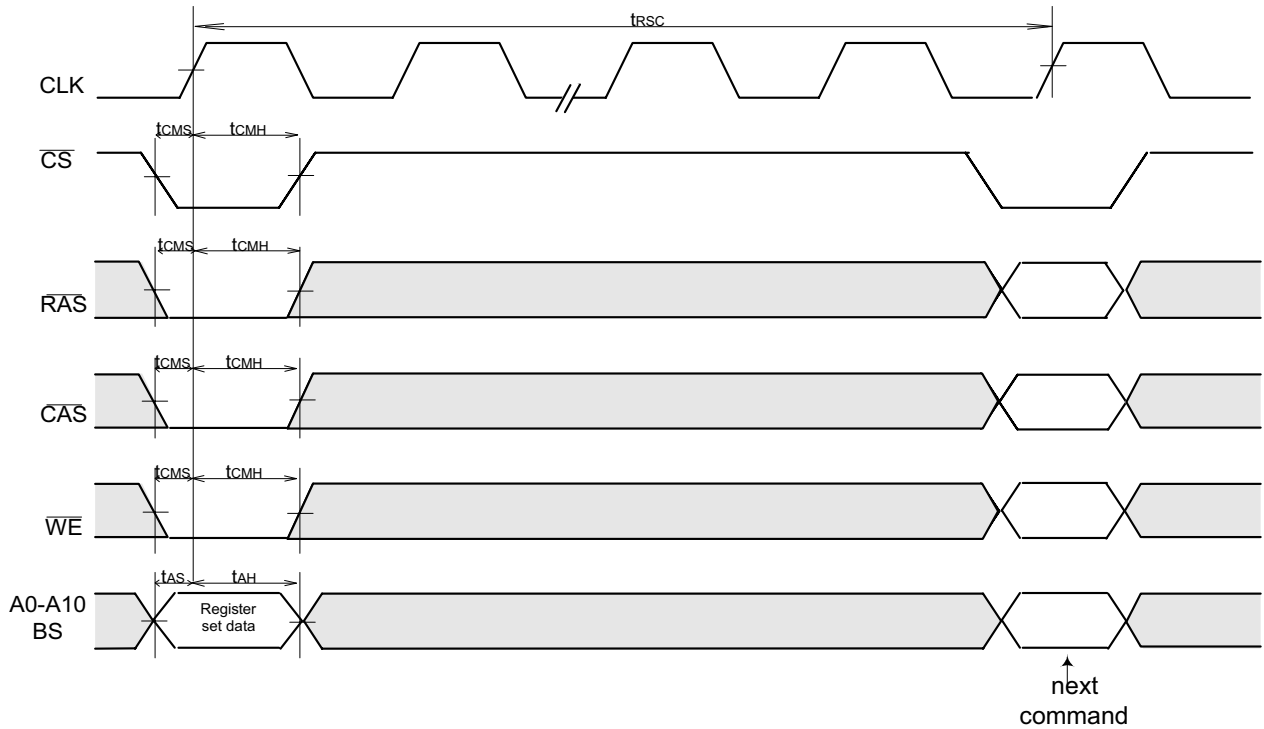 tRSC
CLK
tCMS tCMH
CS
tCMS tCMH
RAS
tCMS tCMH
CAS
tCMS tCMH
WE
tAS tAH
A0-A10
BS
Register
set data
next
command